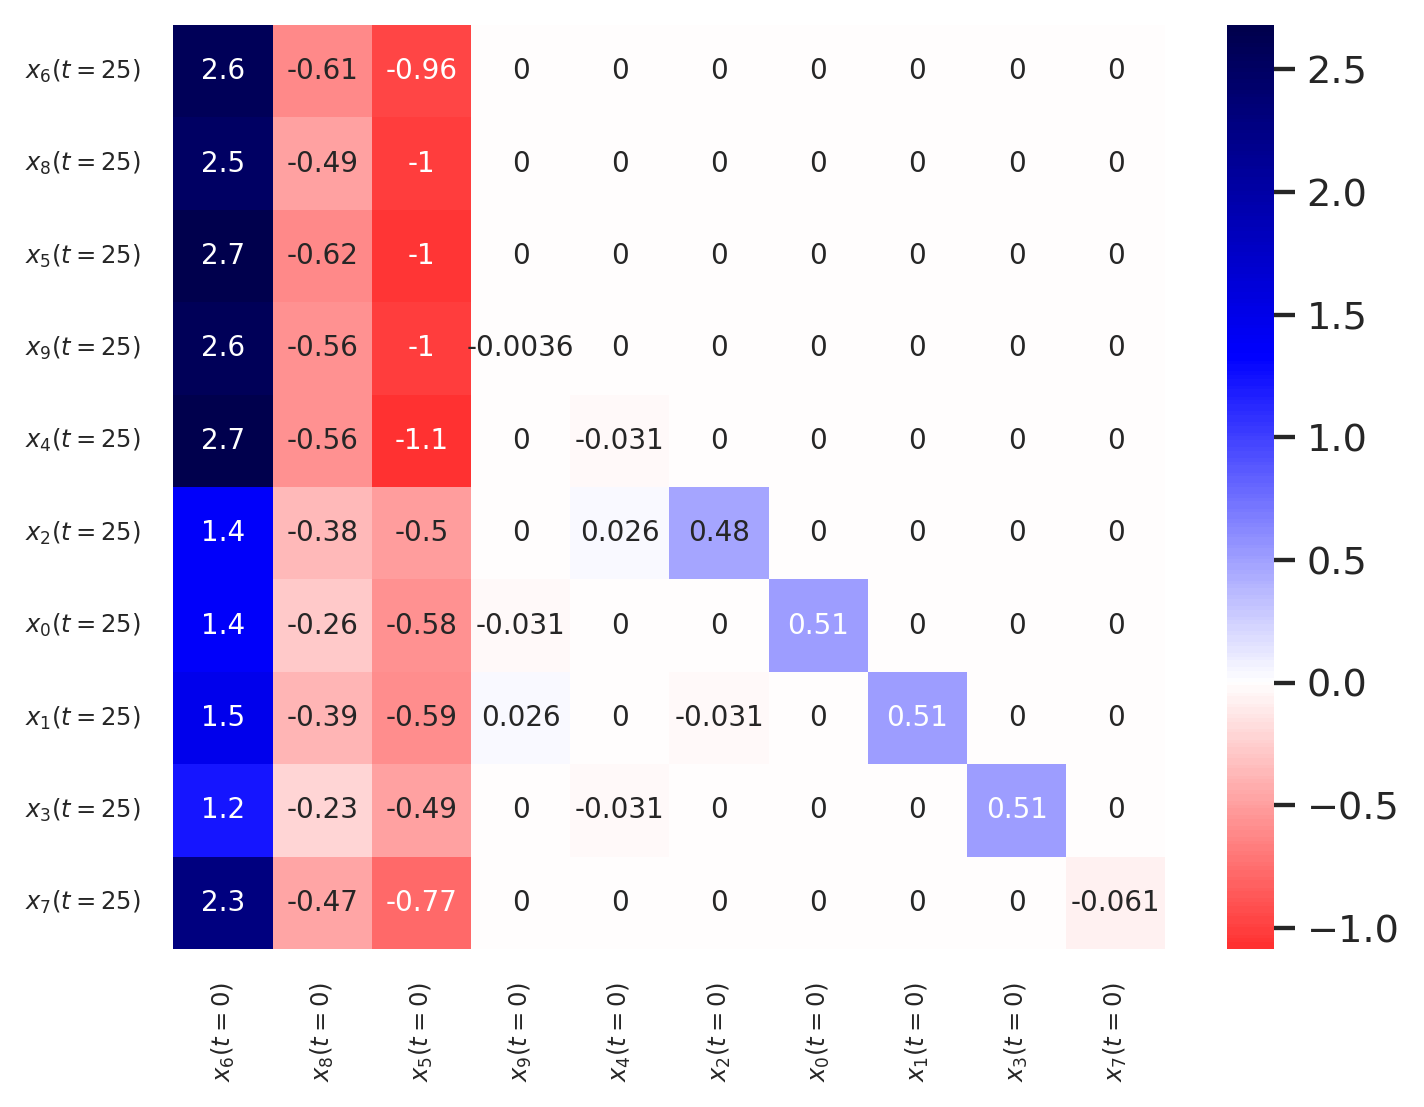 x₆(t = 25) 2.6 -0.61 -0.96 0 0 0 0 0 0 0
x₈(t = 25) 2.5 -0.49 -1 0 0 0 0 0 0 0
x₅(t = 25) 2.7 -0.62 -1 0 0 0 0 0 0 0
x₉(t = 25) 2.6 -0.56 -1 -0.0036 0 0 0 0 0 0
x₄(t = 25) 2.7 -0.56 -1.1 0 -0.031 0 0 0 0 0
x₂(t = 25) 1.4 -0.38 -0.5 0 0.026 0.48 0 0 0 0
x₀(t = 25) 1.4 -0.26 -0.58 -0.031 0 0 0.51 0 0 0
x₁(t = 25) 1.5 -0.39 -0.59 0.026 0 -0.031 0 0.51 0 0
x₃(t = 25) 1.2 -0.23 -0.49 0 -0.031 0 0 0 0.51 0
x₇(t = 25) 2.3 -0.47 -0.77 0 0 0 0 0 0 -0.061
x₆(t = 0)
x₈(t = 0)
x₅(t = 0)
x₉(t = 0)
x₄(t = 0)
x₂(t = 0)
x₀(t = 0)
x₁(t = 0)
x₃(t = 0)
x₇(t = 0)
2.5
2.0
1.5
1.0
0.5
0.0
−0.5
−1.0